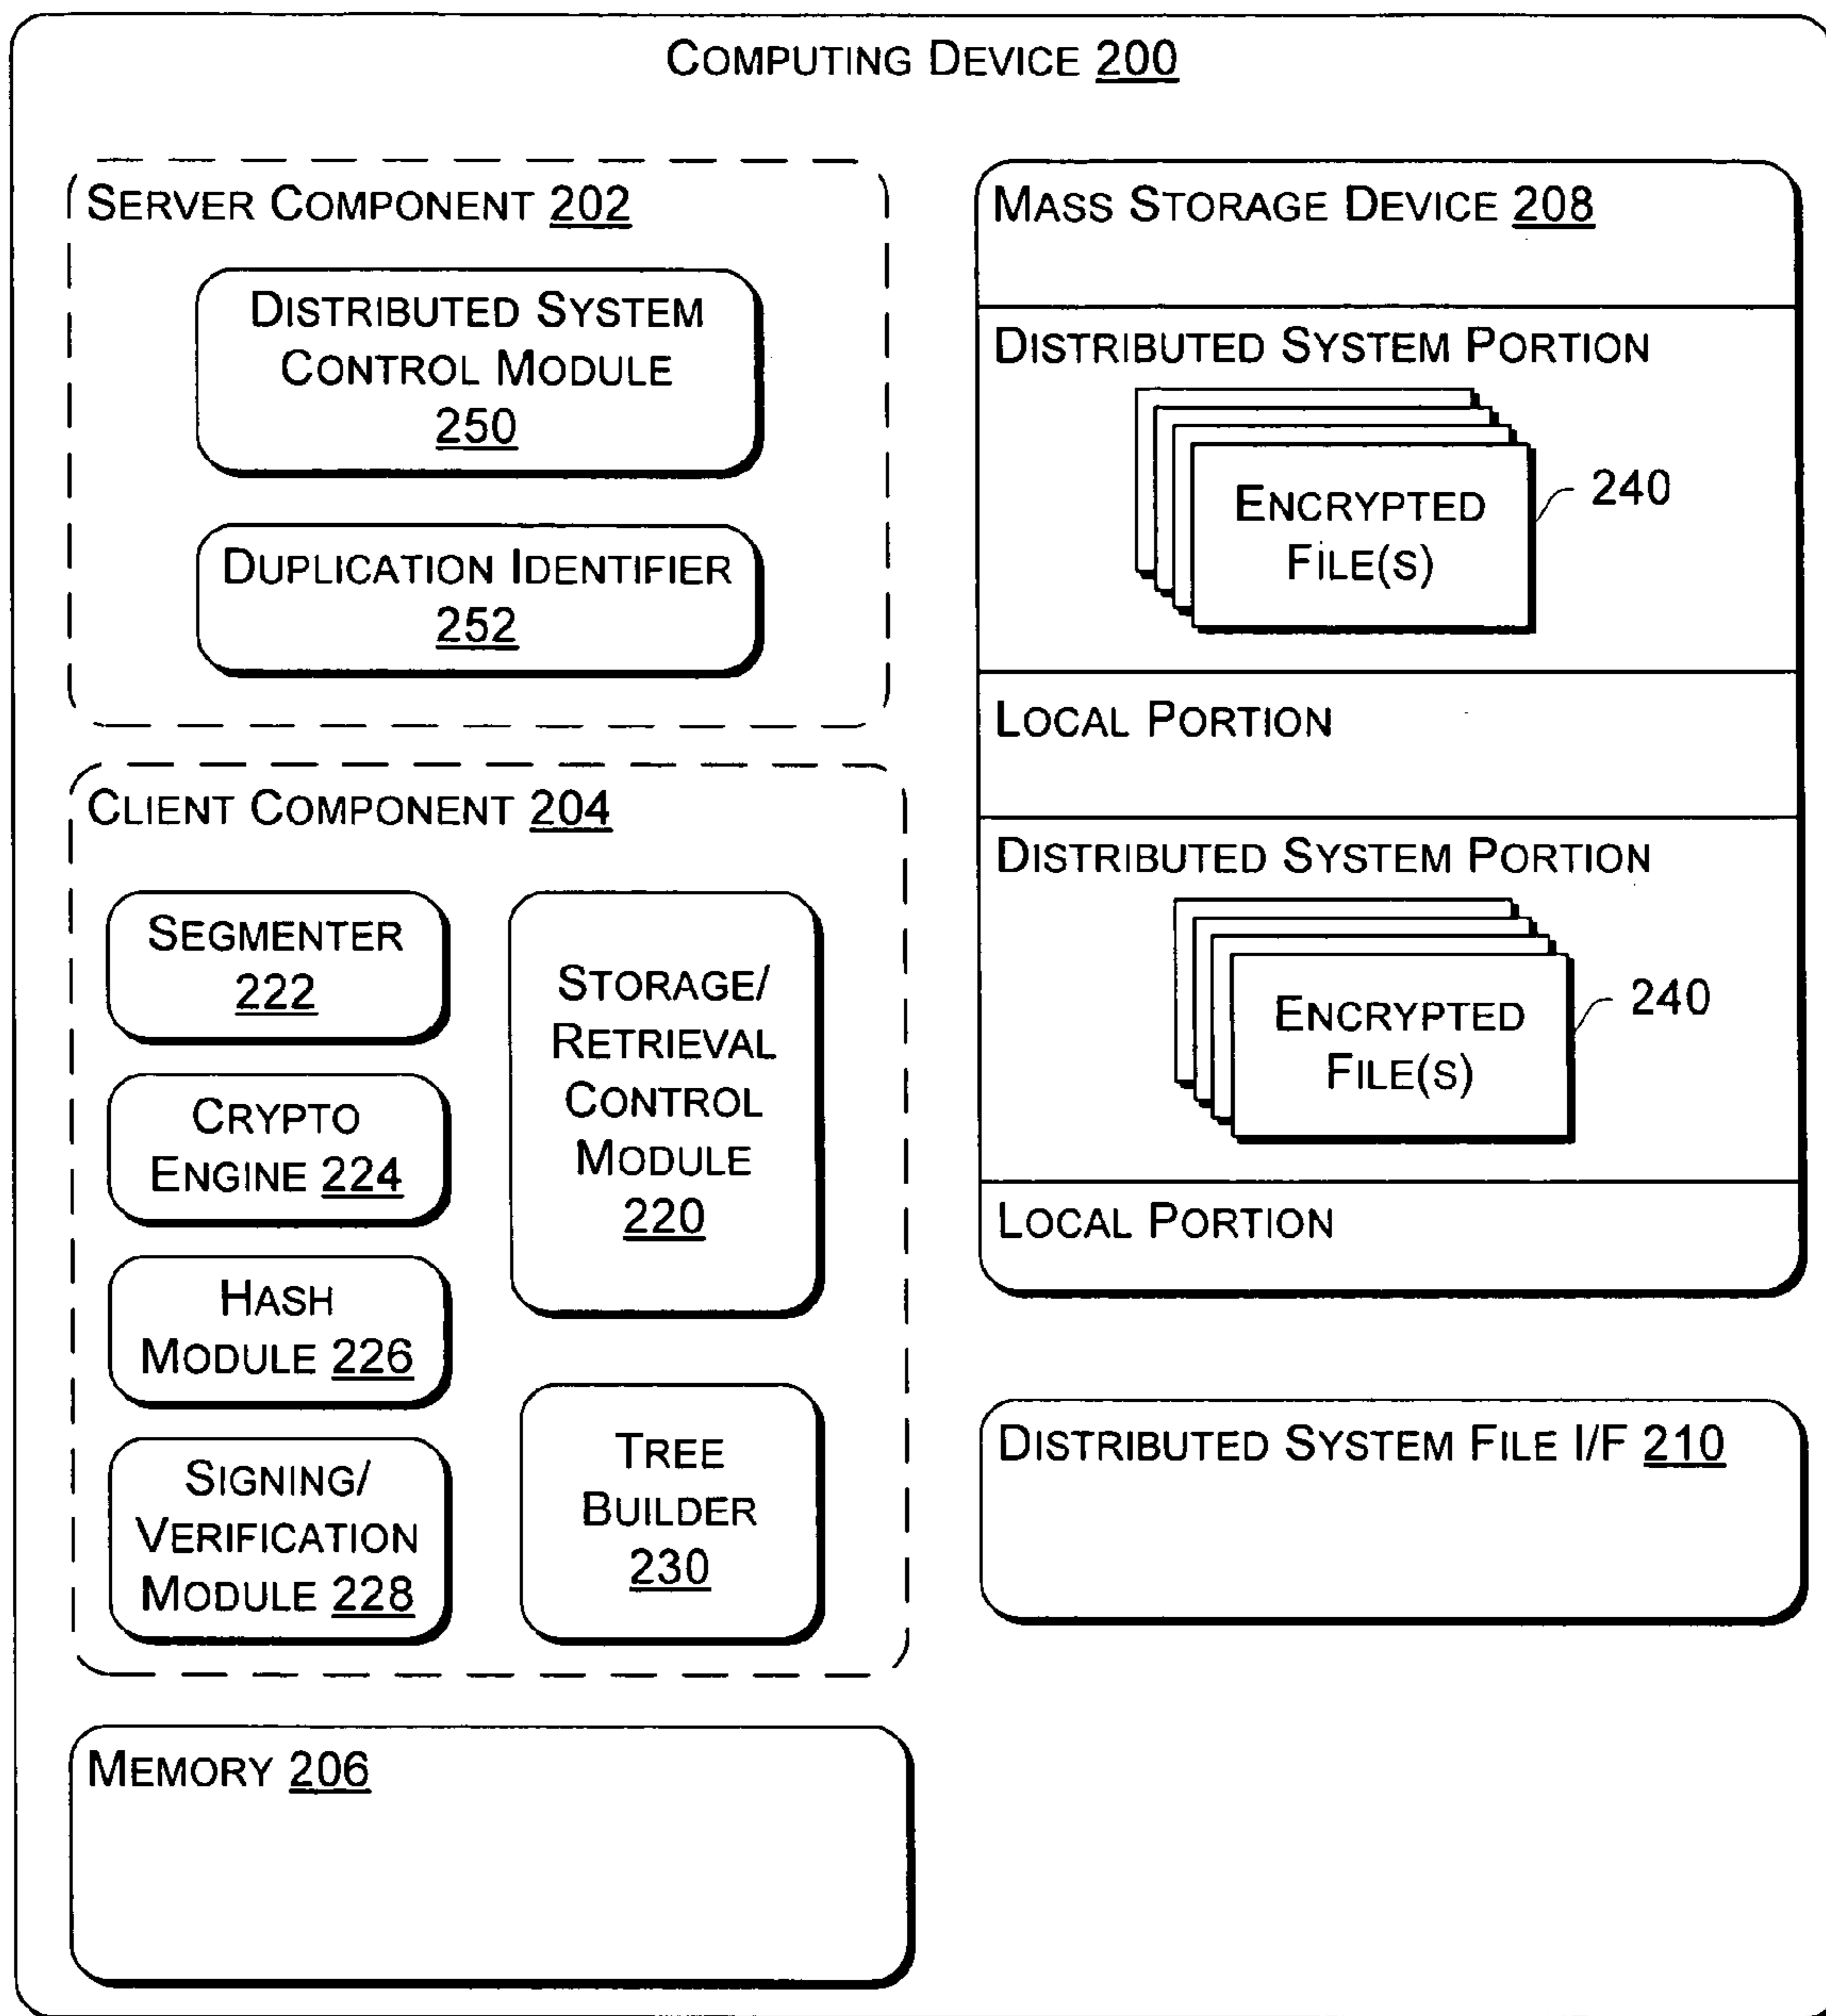 COMPUTING DEVICE 200
SERVER COMPONENT 202
DISTRIBUTED SYSTEM
CONTROL MODULE
250
DUPLICATION IDENTIFIER
252
CLIENT COMPONENT 204
SEGMENTER
222
CRYPTO
ENGINE 224
HASH
MODULE 226
SIGNING/
VERIFICATION
MODULE 228
STORAGE/
RETRIEVAL
CONTROL
MODULE
220
TREE
BUILDER
230
MEMORY 206
MASS STORAGE DEVICE 208
DISTRIBUTED SYSTEM PORTION
ENCRYPTED
FILE(S)
240
LOCAL PORTION
DISTRIBUTED SYSTEM PORTION
ENCRYPTED
FILE(S)
240
LOCAL PORTION
DISTRIBUTED SYSTEM FILE I/F 210